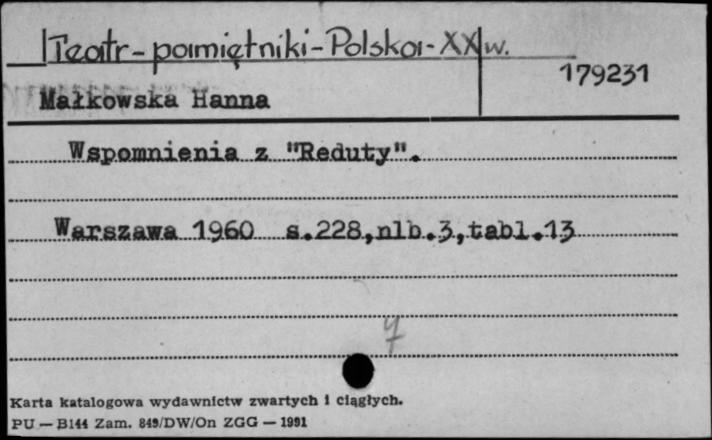 Teatr-pamiętniki-Polska-XX w.
179231
Małkowska Hanna
Wspomnienia z "Reduty".
Warszawa 1960 s.228,nlb.3,tabl.13
Karta katalogowa wydawnictw zwartych i ciągłych.
PU — B144 Zam. 849/DW/On ZGG — 1991